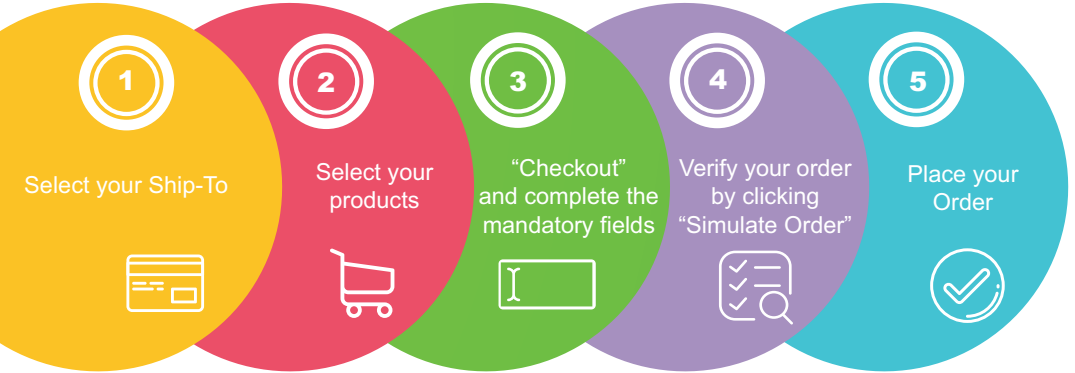 1
Select your Ship-To
2
Select your
products
3
“Checkout”
and complete the
mandatory fields
4
Verify your order
by clicking
“Simulate Order”
5
Place your
Order